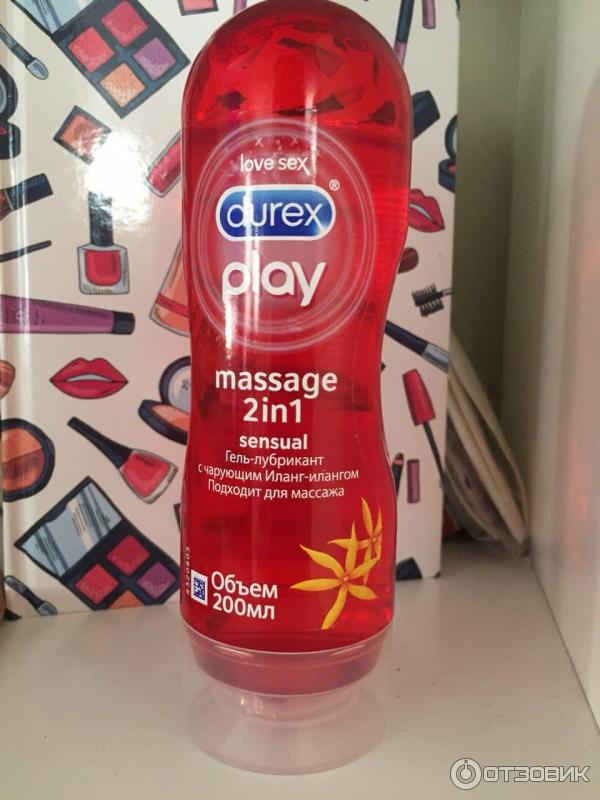 love sex
durex®
play
massage
2in1
sensual
Гель-лубрикант
с чарующим Иланг-илангом
Подходит для массажа
Объем
200мл
ОТЗОВИК